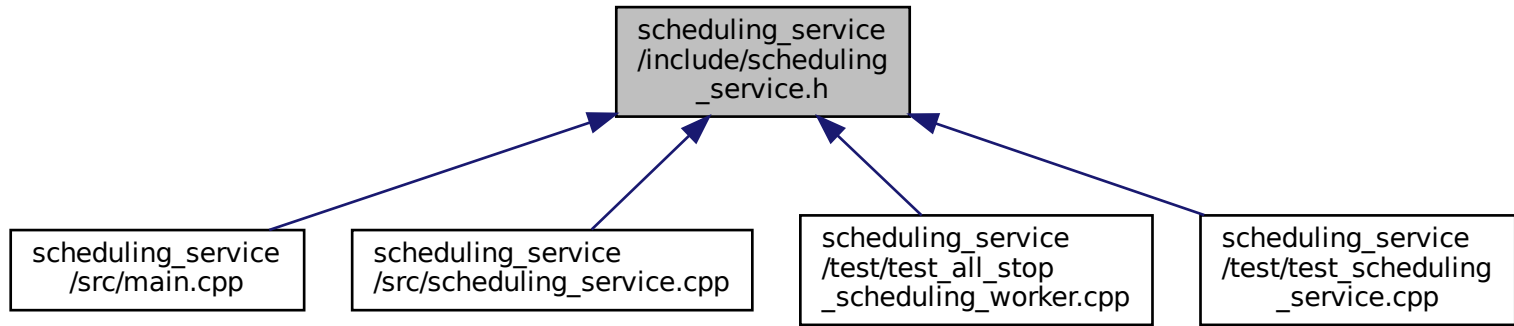 scheduling_service
/include/scheduling
_service.h
scheduling_service
/src/main.cpp
scheduling_service
/src/scheduling_service.cpp
scheduling_service
/test/test_all_stop
_scheduling_worker.cpp
scheduling_service
/test/test_scheduling
_service.cpp